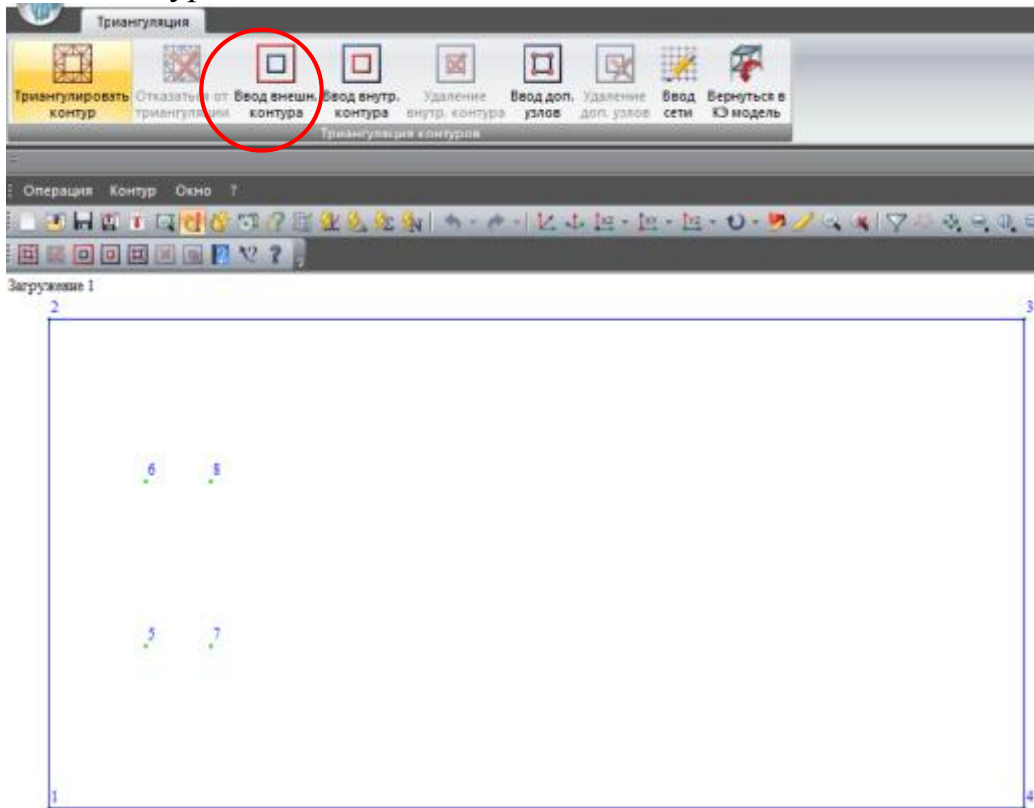 Триангуляция
Триангулировать контур
Отказаться от триангуляции
Ввод внешн. контура
Ввод внутр. контура
Удаление внутр. контура
Ввод доп. узлов
Удаление доп. узлов
Ввод сети
Вернуться в КЭ модель
Триангуляция контуров
Операция Контур Окно ?
Загружение 1
2 3
6 8
5 7
1 4